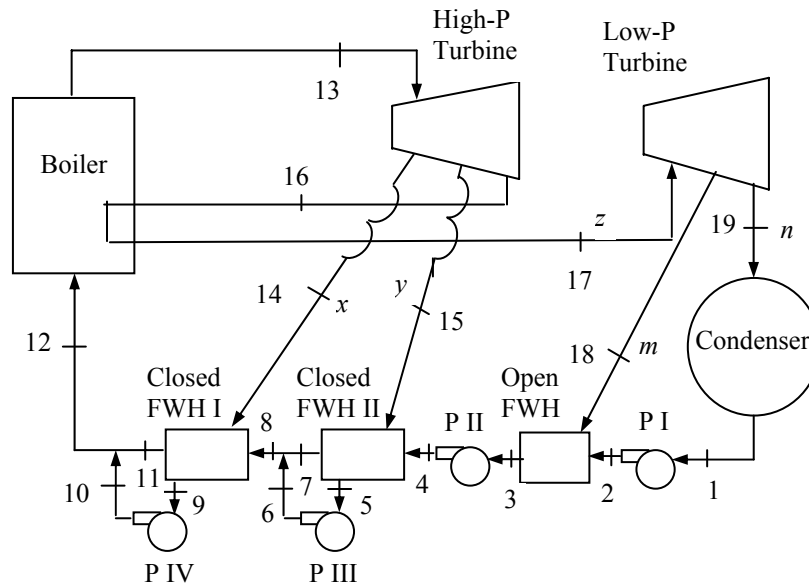 High-P
Turbine
Low-P
Turbine
13
Boiler
16
z
19
n
17
14
x
y
15
12
18
m
Condenser
Closed
FWH I
Closed
FWH II
Open
FWH
8
P II
P I
11
7
4
3
2
1
10
9
6
5
P IV
P III